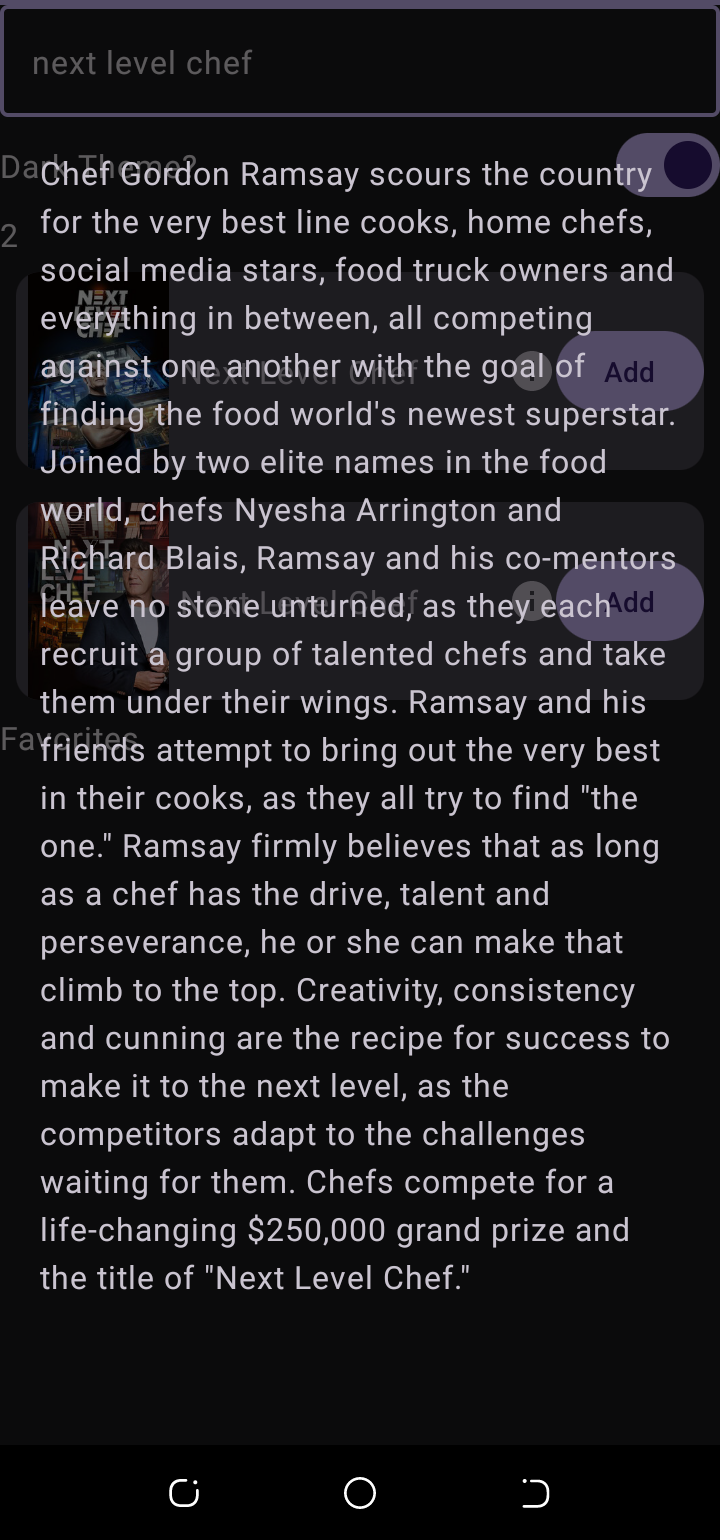 next level chef
Dark Theme?
Chef Gordon Ramsay scours the country
for the very best line cooks, home chefs,
2
social media stars, food truck owners and
NEXT
LEVEL
CHEF
everything in between, all competing
against one another with the goal of
Next Level Chef
i
Add
finding the food world's newest superstar.
Joined by two elite names in the food
world, chefs Nyesha Arrington and
Richard Blais, Ramsay and his co-mentors
NEXT
LEVEL
CHEF
leave no stone unturned, as they each
Next Level Chef
i
Add
recruit a group of talented chefs and take
them under their wings. Ramsay and his
Favorites
friends attempt to bring out the very best
in their cooks, as they all try to find "the
one." Ramsay firmly believes that as long
as a chef has the drive, talent and
perseverance, he or she can make that
climb to the top. Creativity, consistency
and cunning are the recipe for success to
make it to the next level, as the
competitors adapt to the challenges
waiting for them. Chefs compete for a
life-changing $250,000 grand prize and
the title of "Next Level Chef."